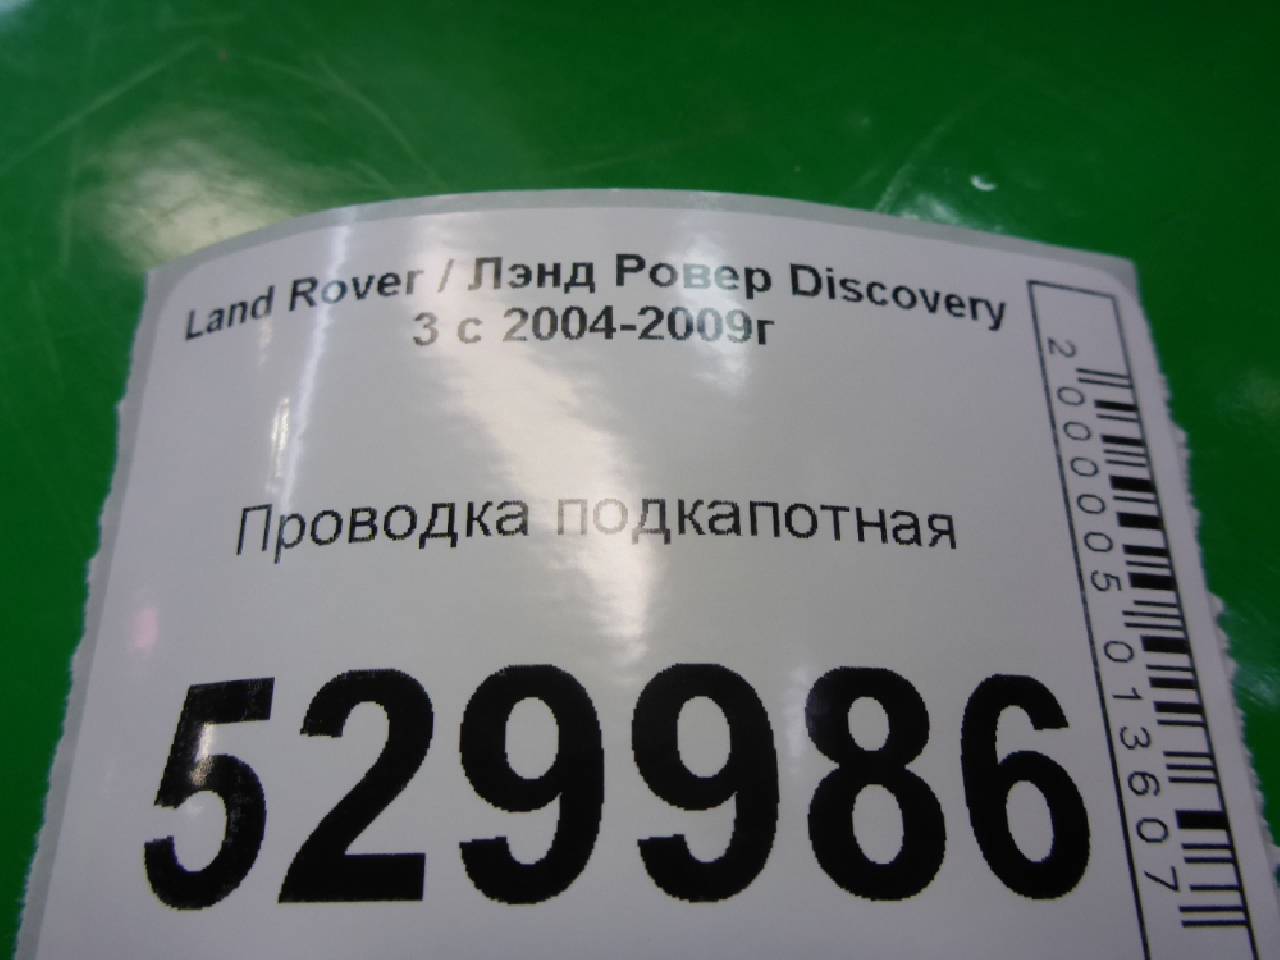 Land Rover / Лэнд Ровер Discovery
3 с 2004-2009г
Проводка подкапотная
529986
2000005013607